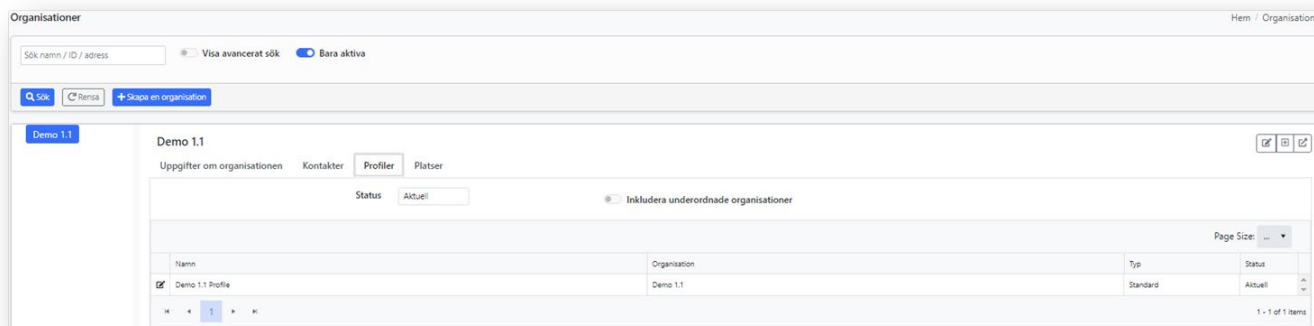 Organisationer
Hem / Organisation
Sök namn / ID / adress
Visa avancerat sök
Bara aktiva
Sök
Rensa
Skapa en organisation
Demo 1.1
Demo 1.1
Uppgifter om organisationen Kontakter Profiler Platser
Status Aktuell
Inkludera underordnade organisationer
Page Size: ...
Namn Organisation Typ Status
Demo 1.1 Profile Demo 1.1 Standard Aktuell
1
1 - 1 of 1 items